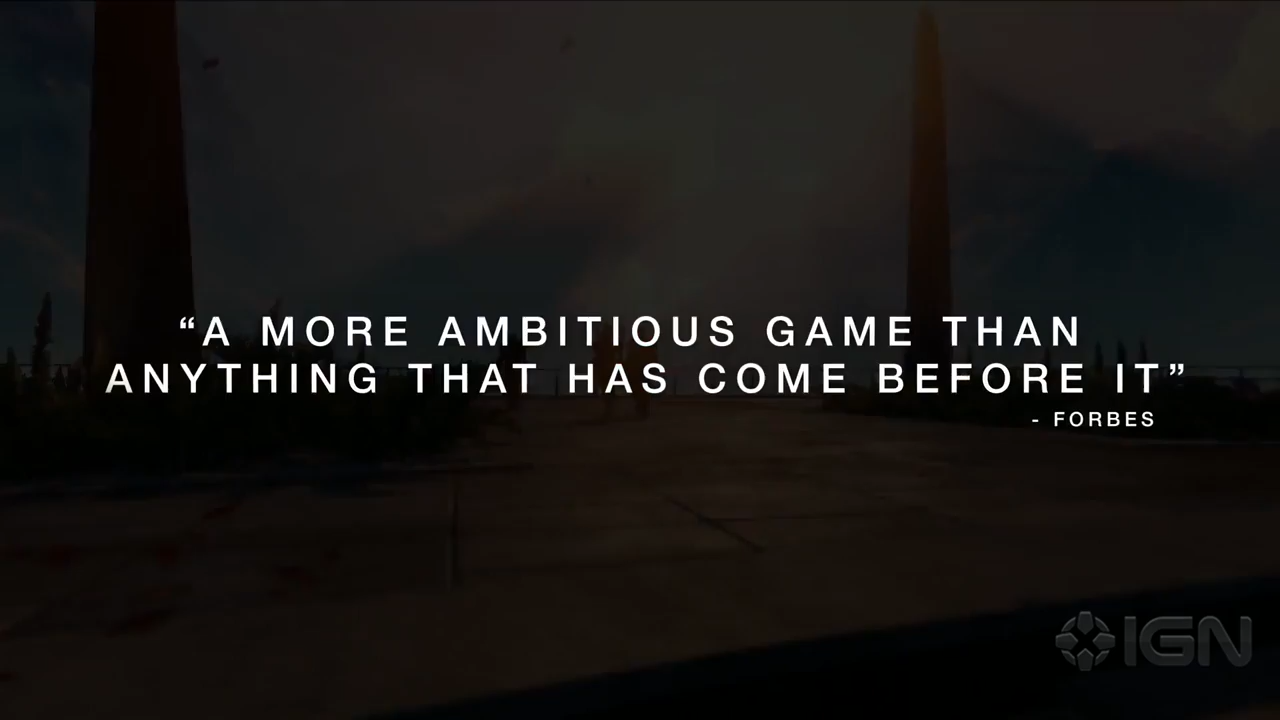 “A MORE AMBITIOUS GAME THAN
ANYTHING THAT HAS COME BEFORE IT”
- FORBES
IGN